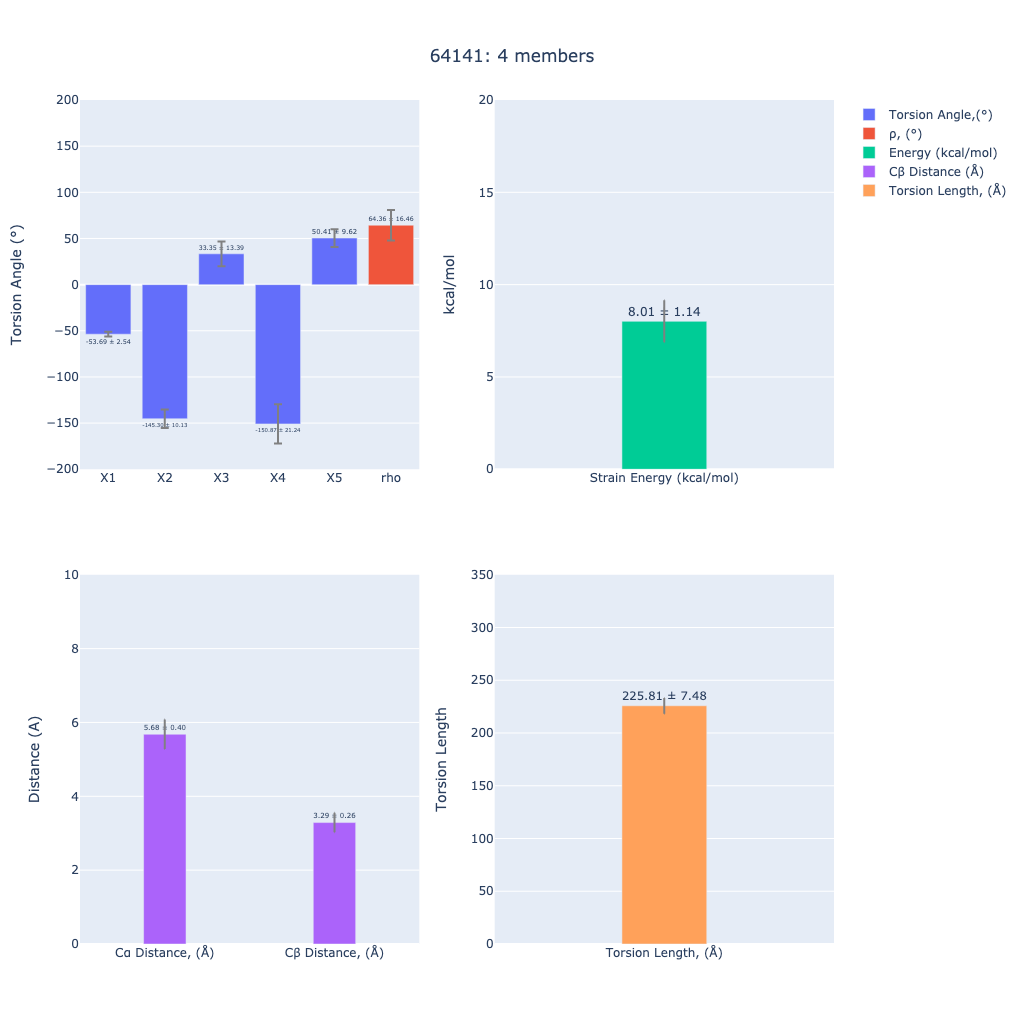 64141: 4 members
Torsion Angle (°)
200
150
100
50
0
−50
−100
−150
−200
-53.69 ± 2.54
-145.30 ± 10.13
33.35 ± 13.39
-150.87 ± 21.24
50.41 ± 9.62
64.36 ± 16.46
X1 X2 X3 X4 X5 rho
kcal/mol
20
15
10
5
0
8.01 ± 1.14
Strain Energy (kcal/mol)
Torsion Angle,(°)
ρ, (°)
Energy (kcal/mol)
Cβ Distance (Å)
Torsion Length, (Å)
Distance (A)
10
8
6
4
2
0
5.68 ± 0.40
3.29 ± 0.26
Cα Distance, (Å) Cβ Distance, (Å)
Torsion Length
350
300
250
200
150
100
50
0
225.81 ± 7.48
Torsion Length, (Å)